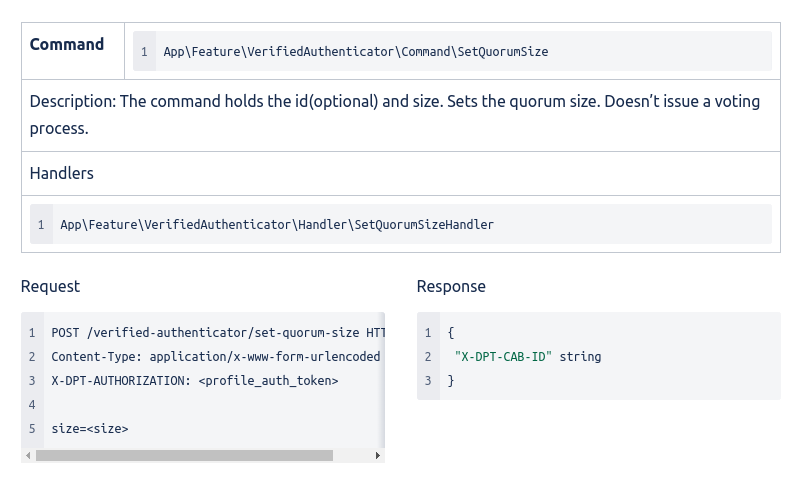 Command
1 App\Feature\VerifiedAuthenticator\Command\SetQuorumSize
Description: The command holds the id(optional) and size. Sets the quorum size. Doesn’t issue a voting
process.
Handlers
1 App\Feature\VerifiedAuthenticator\Handler\SetQuorumSizeHandler
Request
1 POST /verified-authenticator/set-quorum-size HTT
2 Content-Type: application/x-www-form-urlencoded
3 X-DPT-AUTHORIZATION: <profile_auth_token>
4
5 size=<size>
Response
1 {
2 "X-DPT-CAB-ID" string
3 }